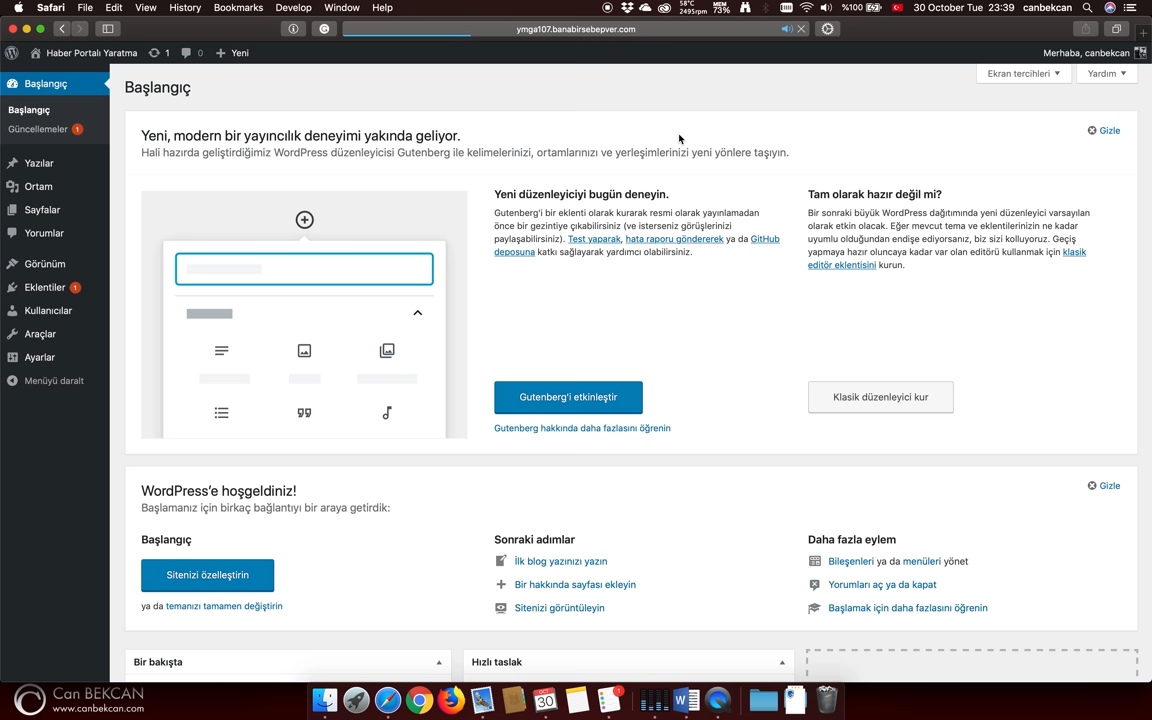 Safari File Edit View History Bookmarks Develop Window Help 58°C 2495rpm MEM 73% %100 30 October Tue 23:39 canbekcan
ymga107.banabirsebepver.com
Haber Portalı Yaratma 1 0 Yeni Merhaba, canbekcan
Başlangıç
Ekran tercihleri ▼ Yardım ▼
Başlangıç
Güncellemeler 1
Yazılar
Ortam
Sayfalar
Yorumlar
Görünüm
Eklentiler 1
Kullanıcılar
Araçlar
Ayarlar
Menüyü daralt
Başlangıç
Yeni, modern bir yayıncılık deneyimi yakında geliyor.
Gizle
Hali hazırda geliştirdiğimiz WordPress düzenleyicisi Gutenberg ile kelimelerinizi, ortamlarınızı ve yerleşimlerinizi yeni yönlere taşıyın.
Yeni düzenleyiciyi bugün deneyin.
Gutenberg'i bir eklenti olarak kurarak resmi olarak yayınlamadan
önce bir gezintiye çıkabilirsiniz (ve isterseniz görüşlerinizi
paylaşabilirsiniz). Test yaparak, hata raporu göndererek ya da GitHub
deposuna katkı sağlayarak yardımcı olabilirsiniz.
Gutenberg'i etkinleştir
Gutenberg hakkında daha fazlasını öğrenin
Tam olarak hazır değil mi?
Bir sonraki büyük WordPress dağıtımında yeni düzenleyici varsayılan
olarak etkin olacak. Eğer mevcut tema ve eklentilerinizin ne kadar
uyumlu olduğundan endişe ediyorsanız, biz sizi kolluyoruz. Geçiş
yapmaya hazır oluncaya kadar var olan editörü kullanmak için klasik
editör eklentisini kurun.
Klasik düzenleyici kur
WordPress'e hoşgeldiniz!
Gizle
Başlamanız için birkaç bağlantıyı bir araya getirdik:
Başlangıç
Sitenizi özelleştirin
ya da temanızı tamamen değiştirin
Sonraki adımlar
İlk blog yazınızı yazın
Bir hakkında sayfası ekleyin
Sitenizi görüntüleyin
Daha fazla eylem
Bileşenleri ya da menüleri yönet
Yorumları aç ya da kapat
Başlamak için daha fazlasını öğrenin
Bir bakışta
Hızlı taslak
Can BEKCAN
www.canbekcan.com
OCT
30
1